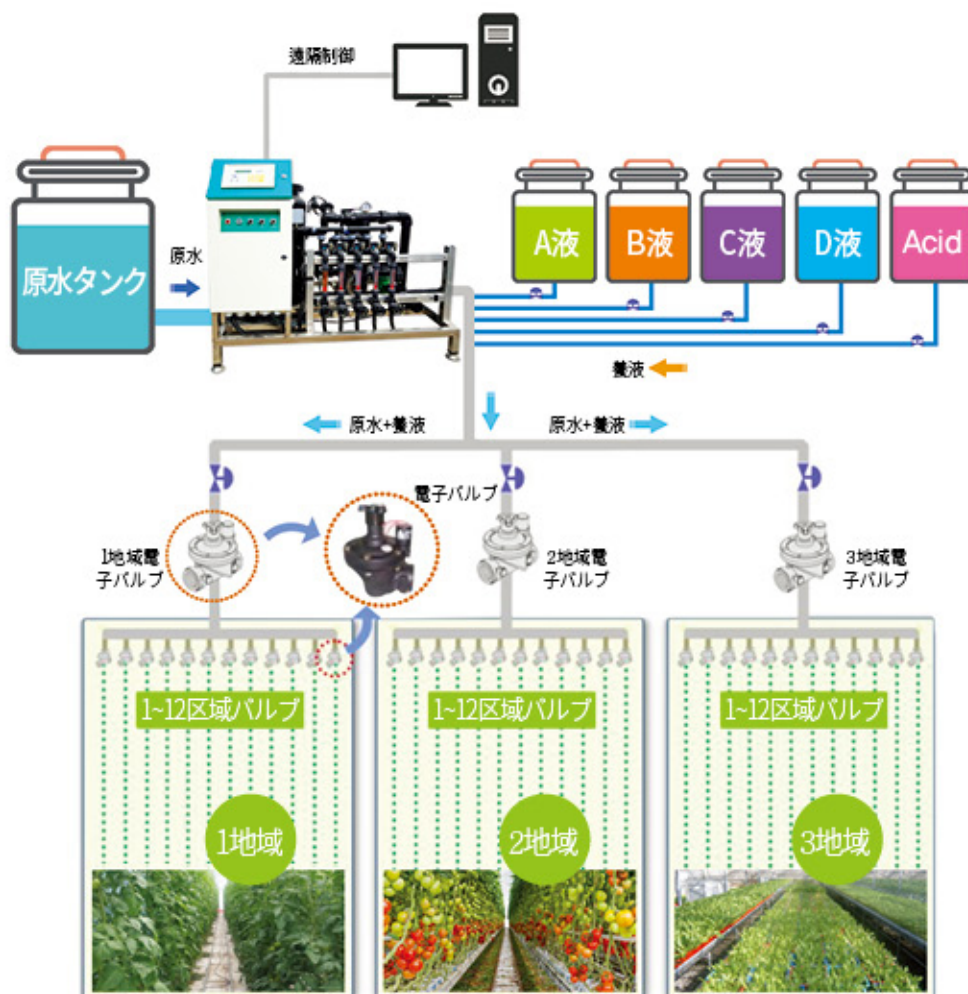 遠隔制御
A液
B液
C液
D液
Acid
原水
原水タンク
養液
原水+養液
原水+養液
電子バルブ
1地域電
子バルブ
2地域電
子バルブ
3地域電
子バルブ
1~12区域バルブ
1~12区域バルブ
1~12区域バルブ
1地域
2地域
3地域